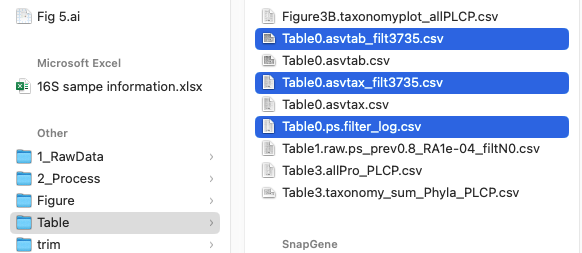 Fig 5.ai
Microsoft Excel
16S sampe information.xlsx
Other
1_RawData
2_Process
Figure
Table
trim
Figure3B.taxonomyplot_allPLCP.csv
Table0.asvtab_filt3735.csv
Table0.asvtab.csv
Table0.asvtax_filt3735.csv
Table0.asvtax.csv
Table0.ps.filter_log.csv
Table1.raw.ps_prev0.8_RA1e-04_filtN0.csv
Table3.allPro_PLCP.csv
Table3.taxonomy_sum_Phyla_PLCP.csv
SnapGene